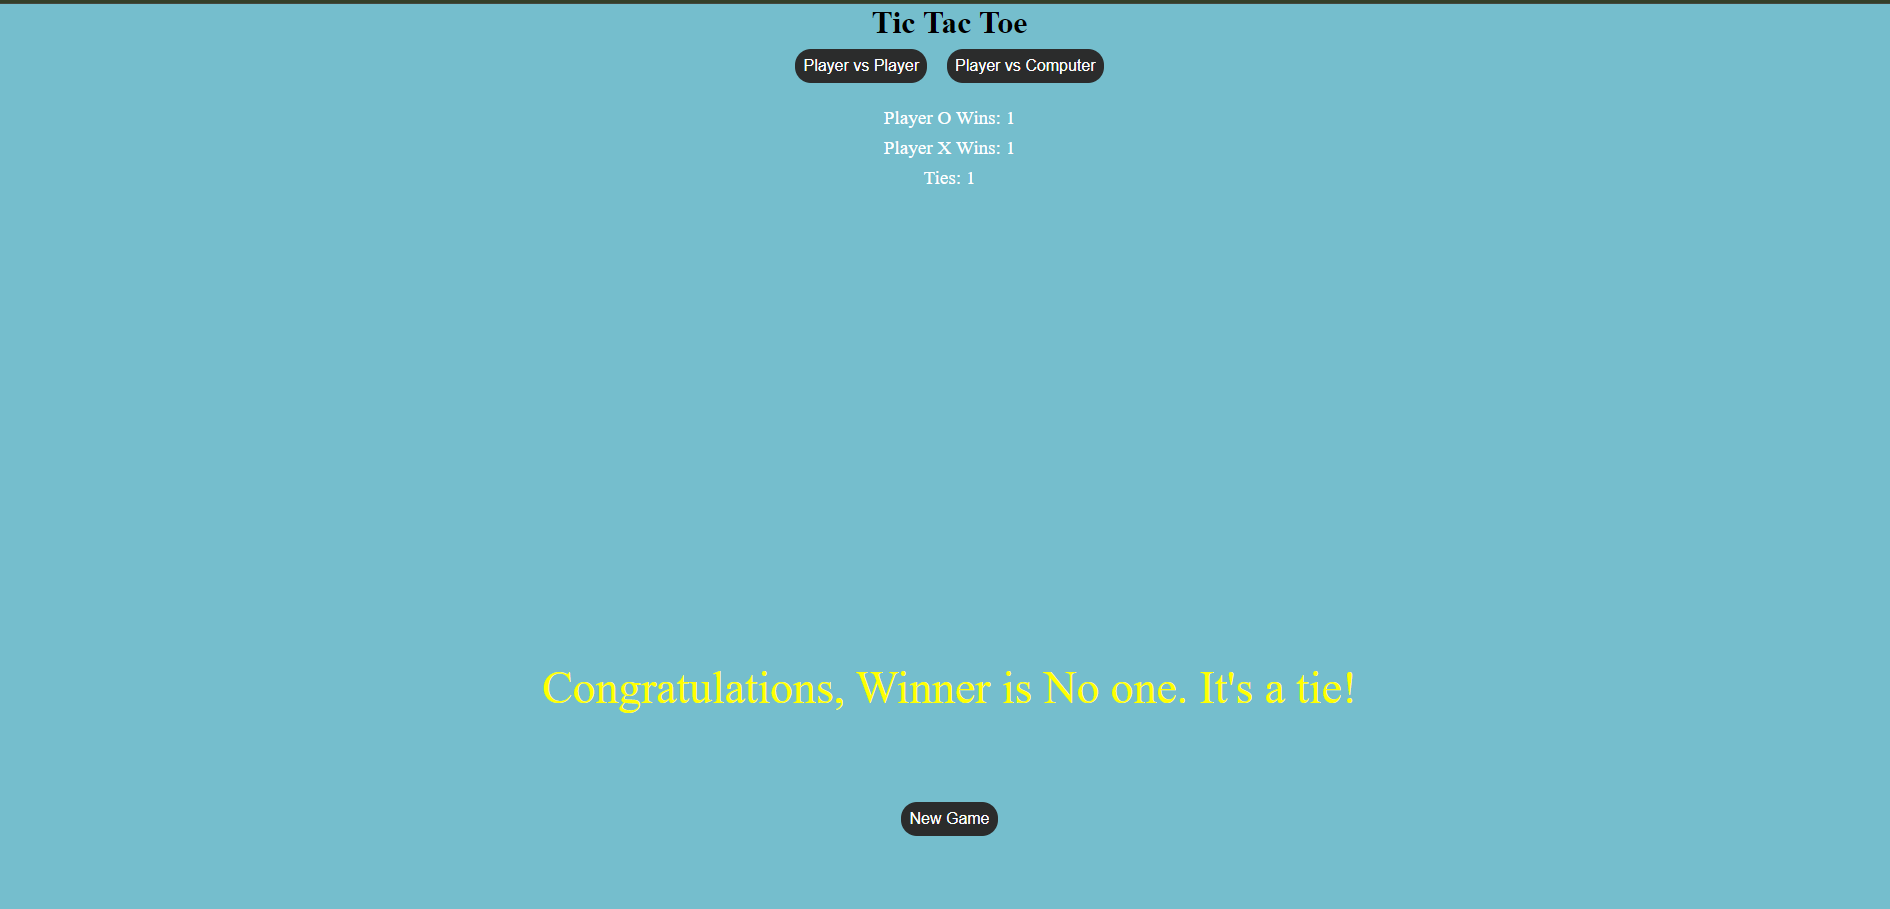 Tic Tac Toe
Player vs Player Player vs Computer
Player O Wins: 1
Player X Wins: 1
Ties: 1
Congratulations, Winner is No one. It's a tie!
New Game